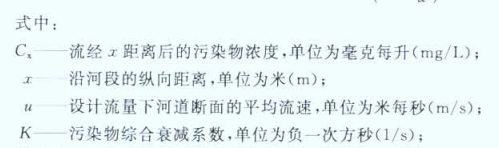 式中：
Cₓ——流经 x 距离后的污染物浓度，单位为毫克每升(mg/L)；
x——沿河段的纵向距离，单位为米(m)；
u——设计流量下河道断面的平均流速，单位为米每秒(m/s)；
K——污染物综合衰减系数，单位为负一次方秒(1/s)；